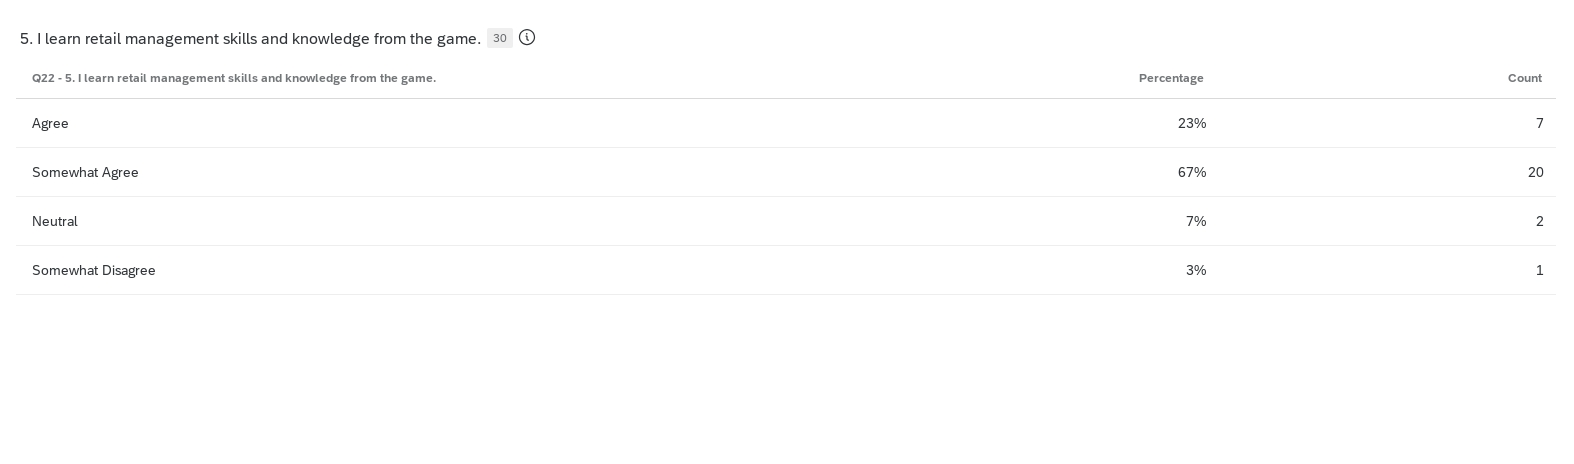 5. I learn retail management skills and knowledge from the game. 30
Q22 - 5. I learn retail management skills and knowledge from the game. Percentage Count
Agree 23% 7
Somewhat Agree 67% 20
Neutral 7% 2
Somewhat Disagree 3% 1